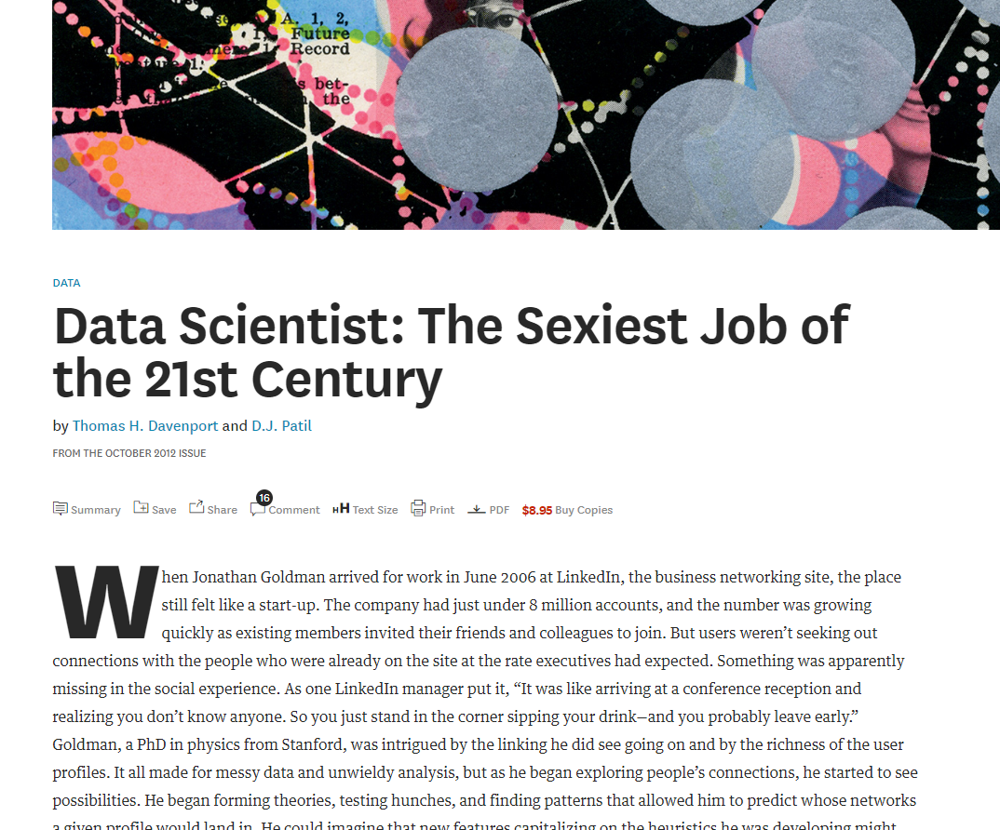 A. 1, 2,
1, Future
Record
bet-
the
DATA
Data Scientist: The Sexiest Job of
the 21st Century
by Thomas H. Davenport and D.J. Patil
FROM THE OCTOBER 2012 ISSUE
16
Summary Save Share Comment HH Text Size Print PDF $8.95 Buy Copies
When Jonathan Goldman arrived for work in June 2006 at LinkedIn, the business networking site, the place
still felt like a start-up. The company had just under 8 million accounts, and the number was growing
quickly as existing members invited their friends and colleagues to join. But users weren’t seeking out
connections with the people who were already on the site at the rate executives had expected. Something was apparently
missing in the social experience. As one LinkedIn manager put it, “It was like arriving at a conference reception and
realizing you don’t know anyone. So you just stand in the corner sipping your drink—and you probably leave early.”
Goldman, a PhD in physics from Stanford, was intrigued by the linking he did see going on and by the richness of the user
profiles. It all made for messy data and unwieldy analysis, but as he began exploring people’s connections, he started to see
possibilities. He began forming theories, testing hunches, and finding patterns that allowed him to predict whose networks
a given profile would land in. He could imagine that new features capitalizing on the heuristics he was developing might